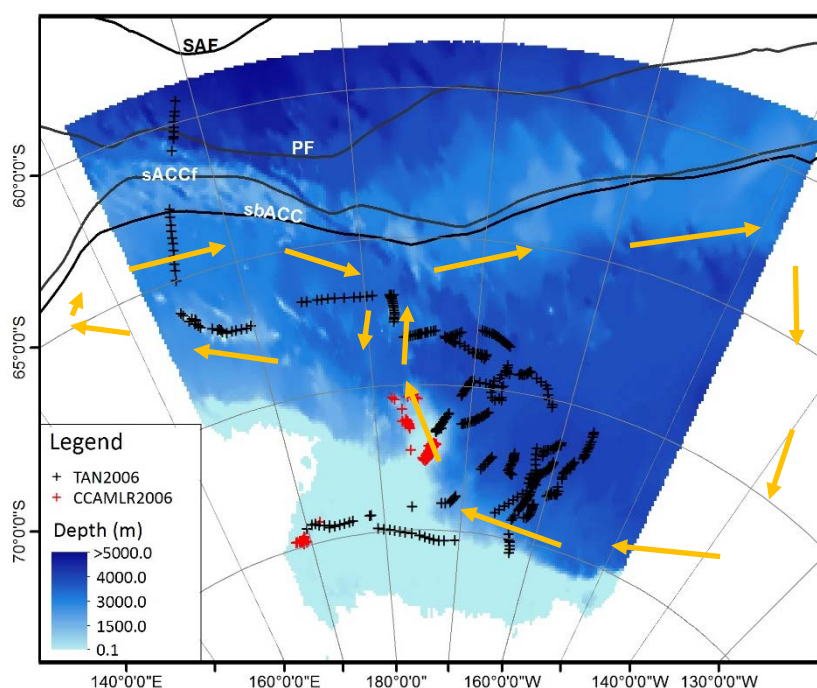 SAF
PF
sACCf
sbACC
60°0'0"S
65°0'0"S
70°0'0"S
Legend
TAN2006
CCAMLR2006
Depth (m)
>5000.0
4000.0
3000.0
1500.0
0.1
140°0'0"E
160°0'0"E
180°0'0"
160°0'0"W
140°0'0"W
130°0'0"W